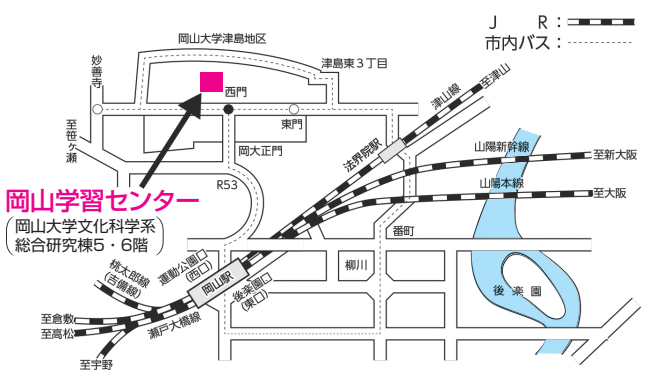 J R：
市内バス：
岡山大学津島地区
妙善寺
津島東３丁目
西門
東門
至笹ヶ瀬
岡大正門
R53
法界院駅
津山線
至津山
山陽新幹線
至新大阪
山陽本線
至大阪
岡山学習センター
岡山大学文化科学系
総合研究棟5・6階
番町
柳川
運動公園口
(西口)
岡山駅
後楽園口
(東口)
後楽園
桃太郎線
(吉備線)
至倉敷
至高松
瀬戸大橋線
至宇野